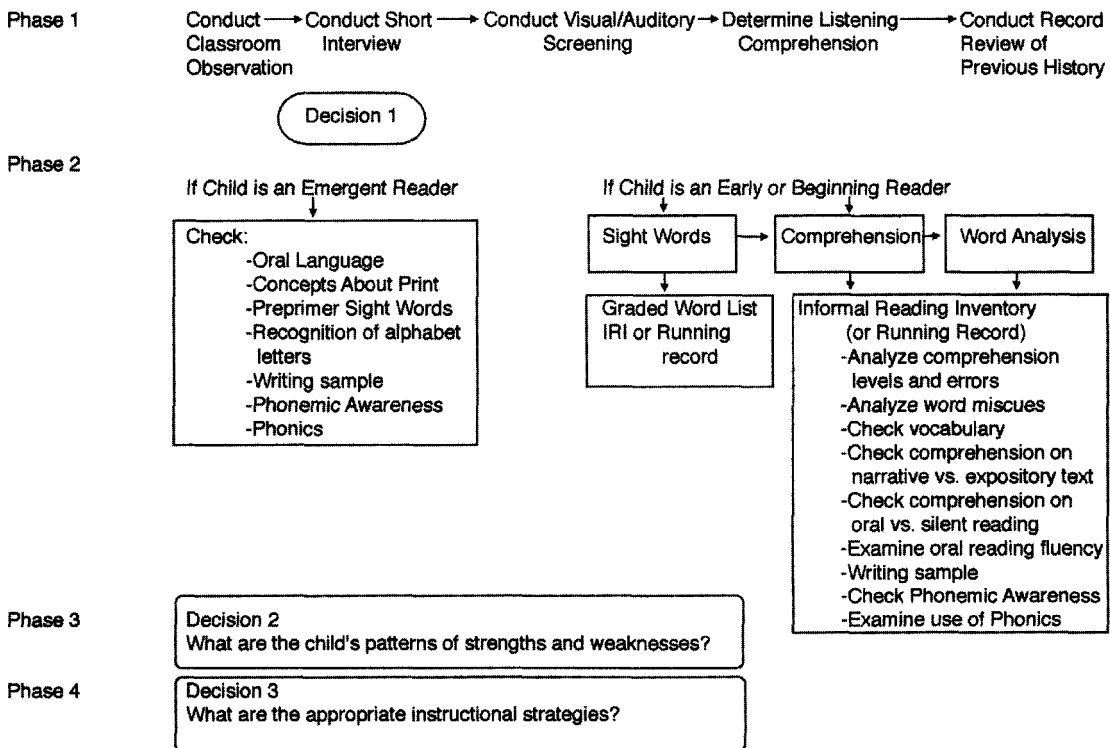 Phase 1
Conduct Classroom Observation
Conduct Short Interview
Conduct Visual/Auditory Screening
Determine Listening Comprehension
Conduct Record Review of Previous History
Decision 1
Phase 2
If Child is an Emergent Reader
Check:
-Oral Language
-Concepts About Print
-Preprimer Sight Words
-Recognition of alphabet
letters
-Writing sample
-Phonemic Awareness
-Phonics
If Child is an Early or Beginning Reader
Sight Words
Comprehension
Word Analysis
Graded Word List
IRI or Running
record
Informal Reading Inventory
(or Running Record)
-Analyze comprehension
levels and errors
-Analyze word miscues
-Check vocabulary
-Check comprehension on
narrative vs. expository text
-Check comprehension on
oral vs. silent reading
-Examine oral reading fluency
-Writing sample
-Check Phonemic Awareness
-Examine use of Phonics
Phase 3
Decision 2
What are the child's patterns of strengths and weaknesses?
Phase 4
Decision 3
What are the appropriate instructional strategies?